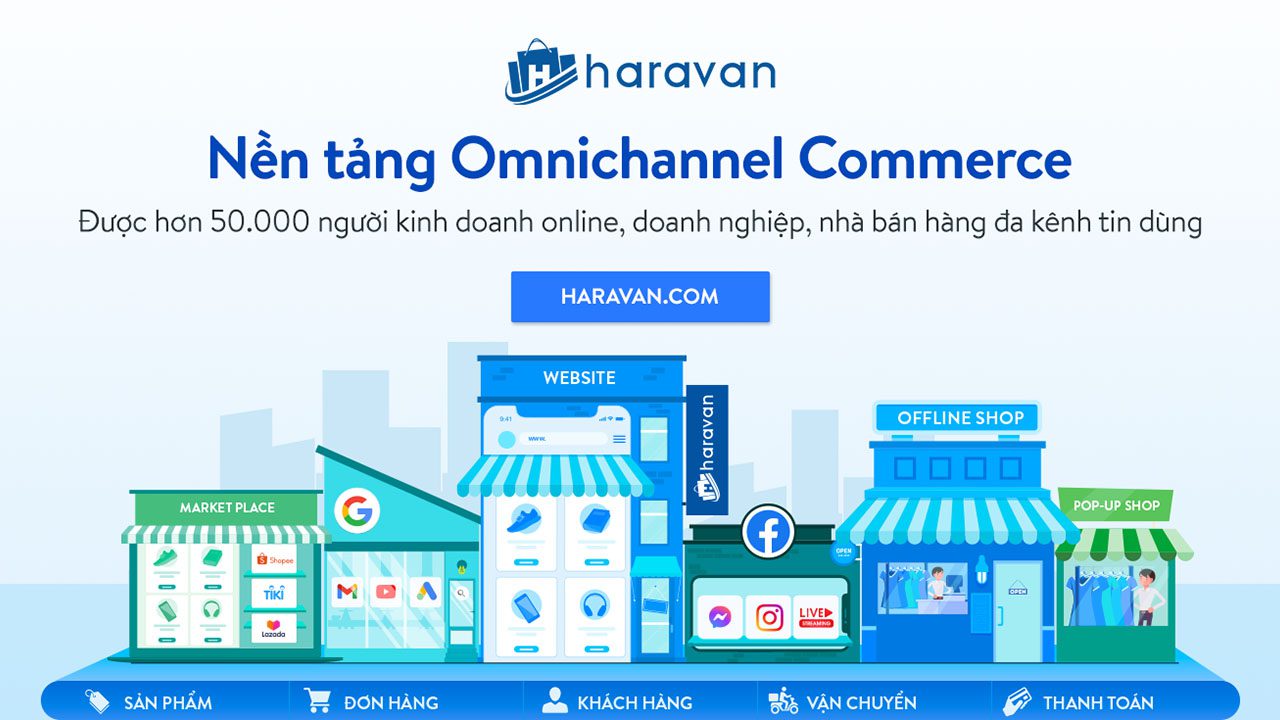 haravan
Nền tảng Omnichannel Commerce
Được hơn 50.000 người kinh doanh online, doanh nghiệp, nhà bán hàng đa kênh tin dùng
HARAVAN.COM
WEBSITE
9:41
www.
haravan
OFFLINE SHOP
MARKET PLACE
POP-UP SHOP
Shopee
TIKI
Lazada
OPEN
OPEN
LIVE
STREAMING
SẢN PHẨM
ĐƠN HÀNG
KHÁCH HÀNG
VẬN CHUYỂN
THANH TOÁN